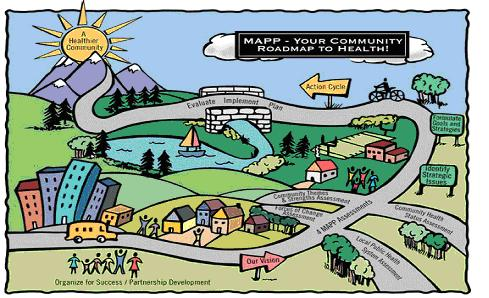 A
Healthier
Community
MAPP - Your Community
Roadmap to Health!
Action Cycle
Evaluate Implement Plan
Formulate
Goals and
Strategies
Identify
Strategic
Issues
Community Themes
& Strengths Assessment
Forces of Change
Assessment
4 MAPP Assessments
Community Health
Status Assessment
Local Public Health
System Assessment
Our Vision
Organize for Success / Partnership Development